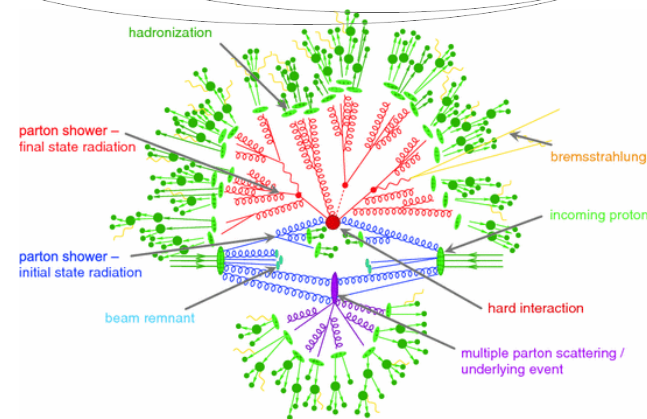 hadronization
parton shower –
final state radiation
bremsstrahlung
incoming proton
parton shower –
initial state radiation
beam remnant
hard interaction
multiple parton scattering /
underlying event